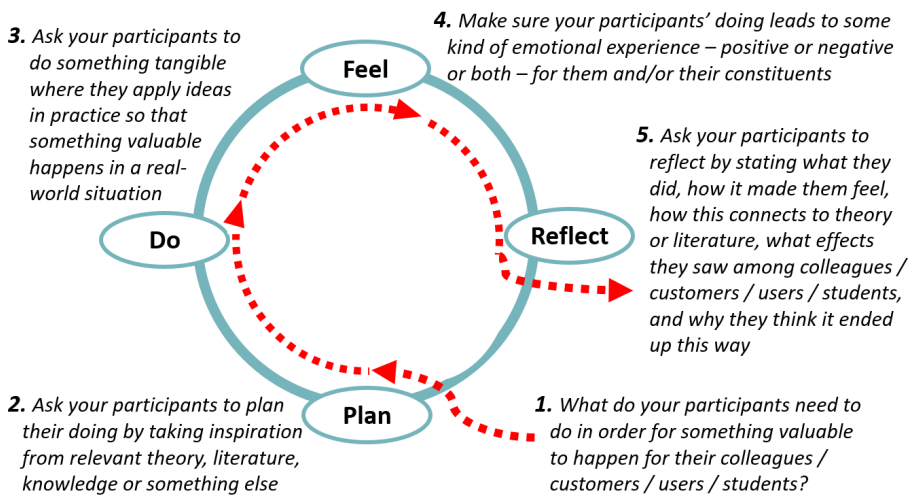 3. Ask your participants to
do something tangible
where they apply ideas
in practice so that
something valuable
happens in a real-
world situation
Feel
4. Make sure your participants’ doing leads to some
kind of emotional experience – positive or negative
or both – for them and/or their constituents
5. Ask your participants to
reflect by stating what they
did, how it made them feel,
how this connects to theory
or literature, what effects
they saw among colleagues /
customers / users / students,
and why they think it ended
up this way
Do
Reflect
2. Ask your participants to plan
their doing by taking inspiration
from relevant theory, literature,
knowledge or something else
Plan
1. What do your participants need to
do in order for something valuable
to happen for their colleagues /
customers / users / students?